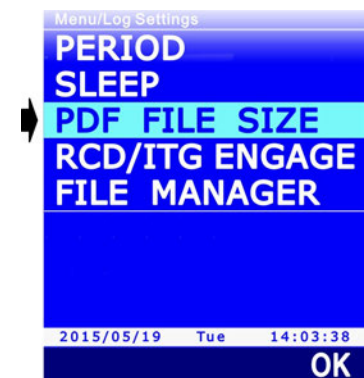 Menu/Log Settings
PERIOD
SLEEP
PDF FILE SIZE
RCD/ITG ENGAGE
FILE MANAGER
2015/05/19 Tue 14:03:38
OK